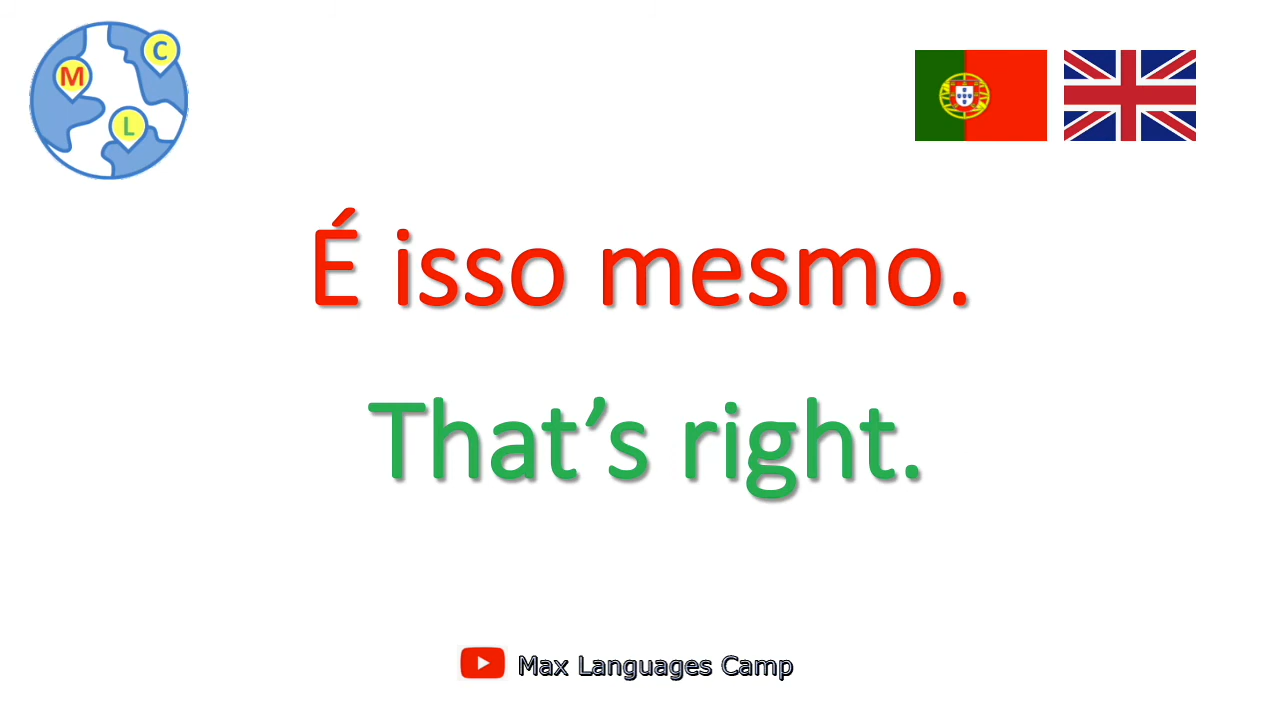 M
C
L
É isso mesmo.
That’s right.
Max Languages Camp